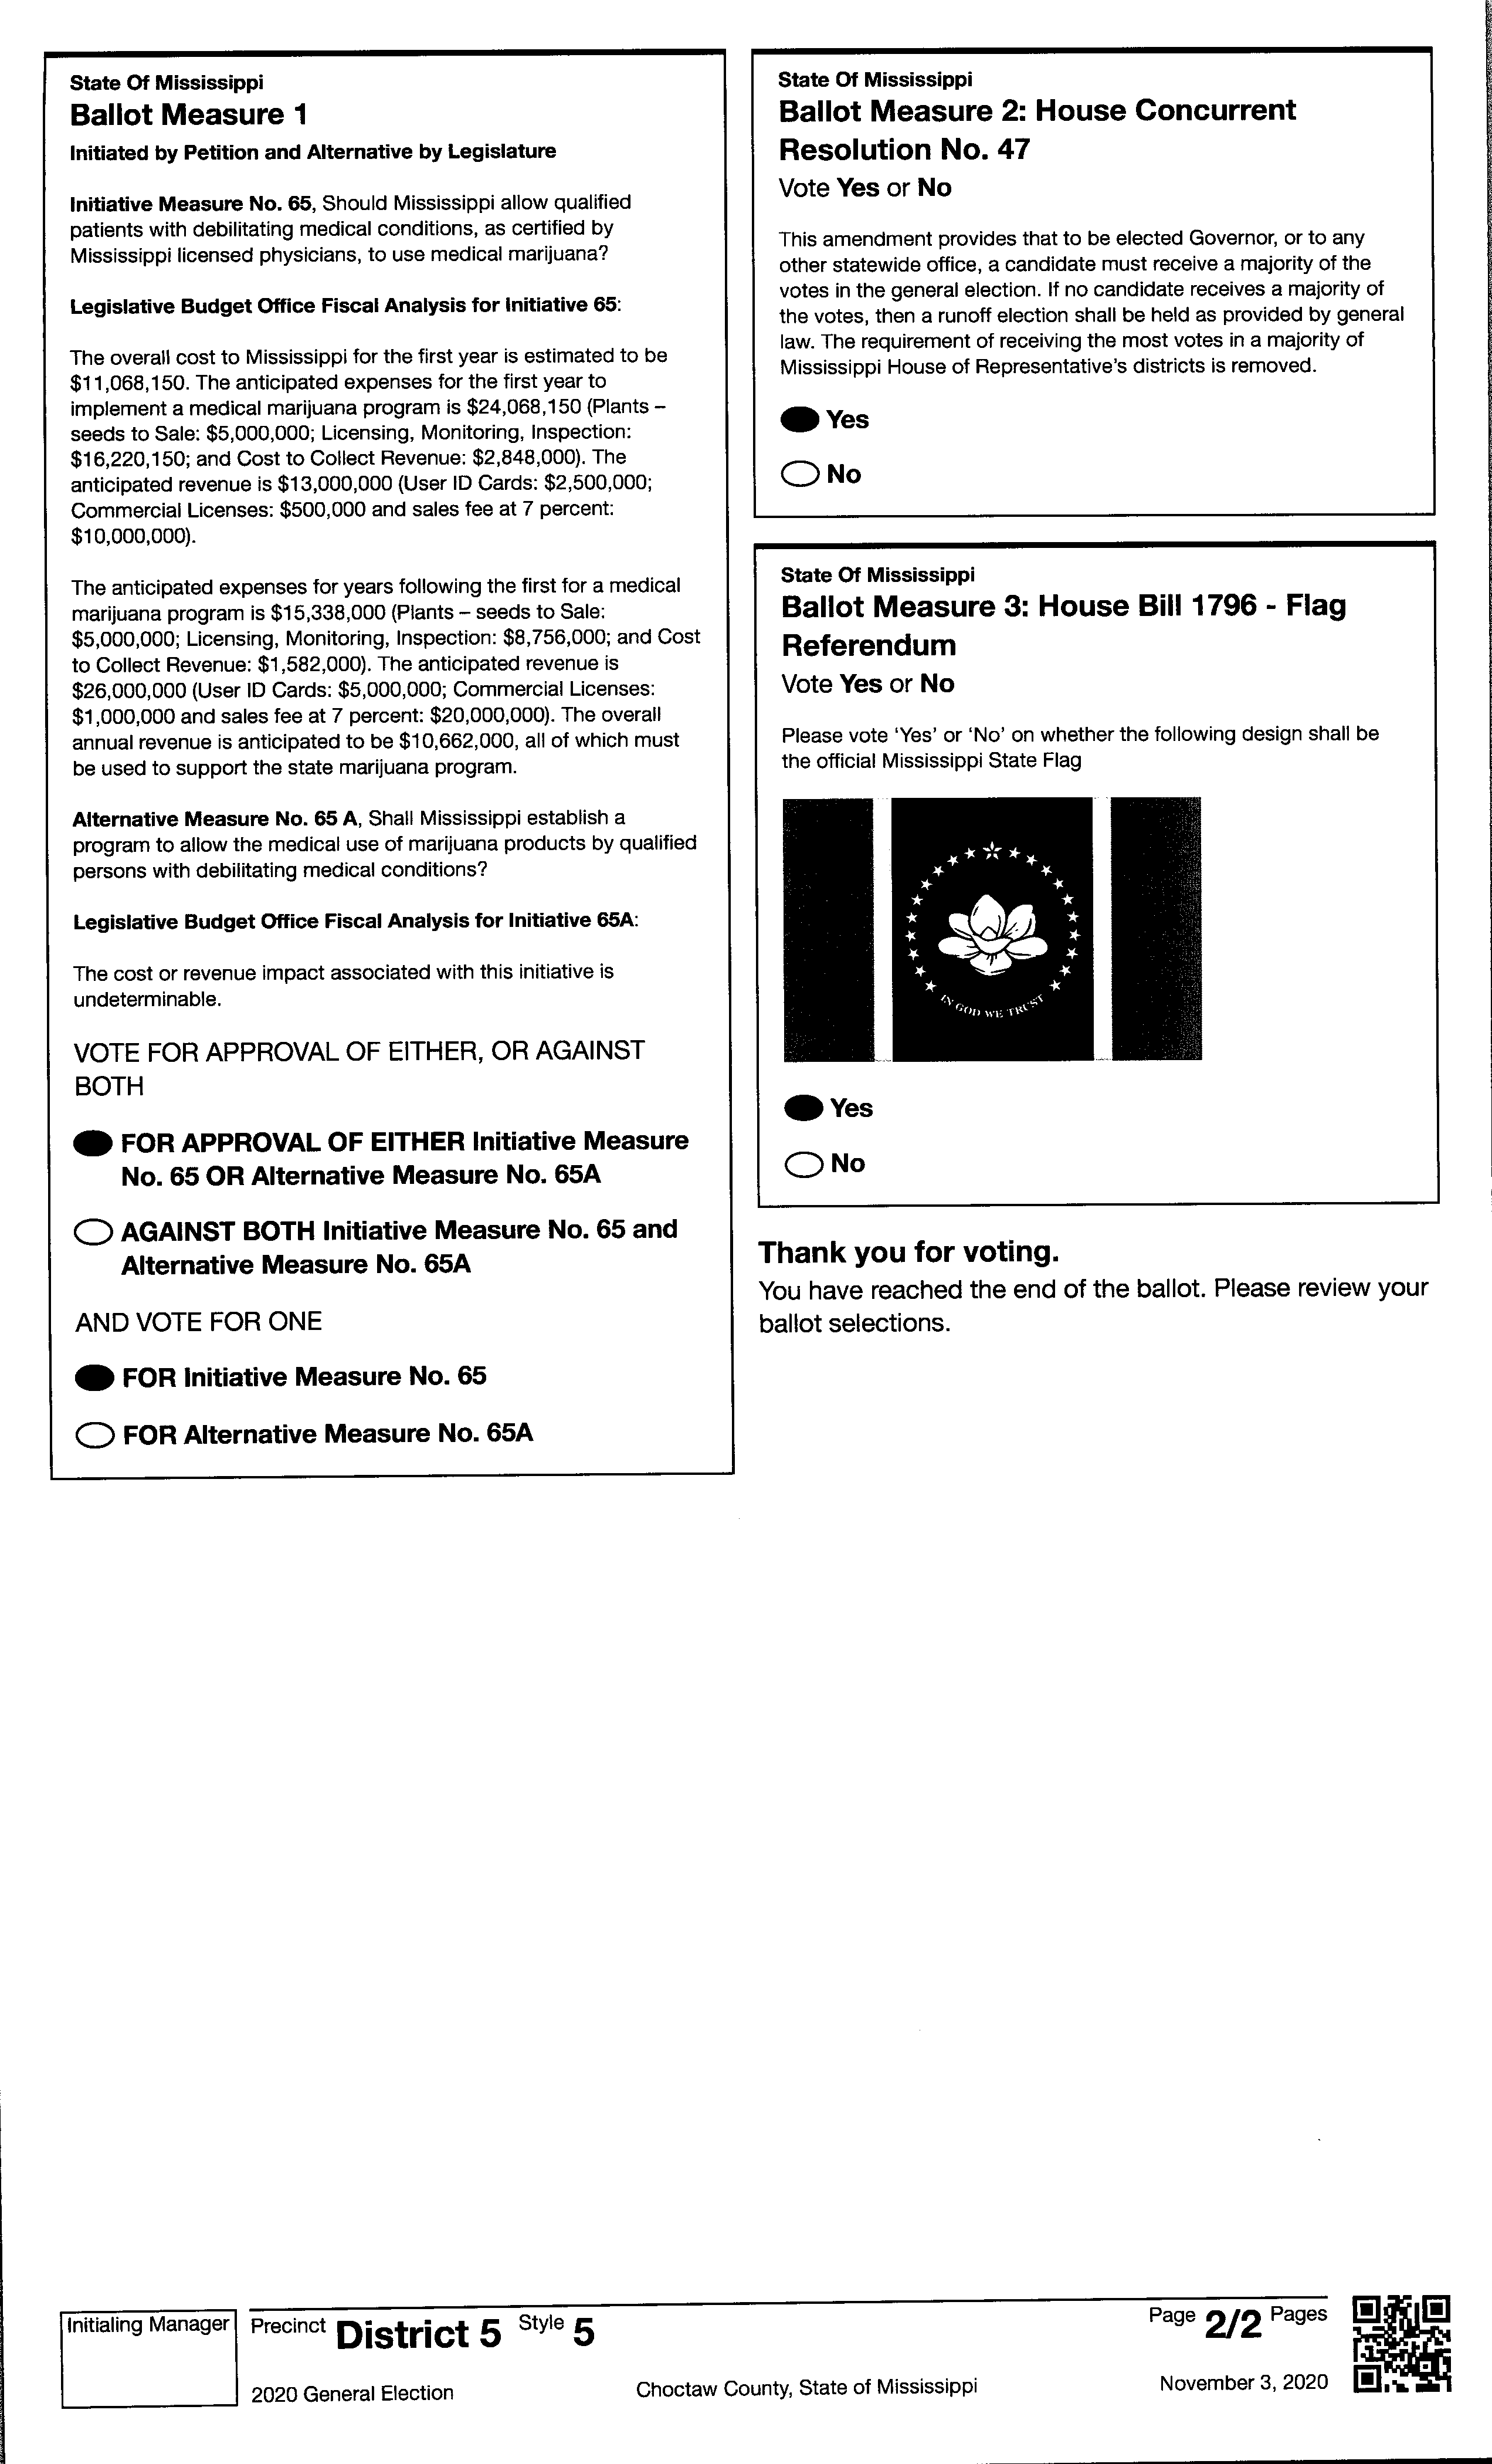 State Of Mississippi
Ballot Measure 1
Initiated by Petition and Alternative by Legislature
Initiative Measure No. 65, Should Mississippi allow qualified
patients with debilitating medical conditions, as certified by
Mississippi licensed physicians, to use medical marijuana?
Legislative Budget Office Fiscal Analysis for Initiative 65:
The overall cost to Mississippi for the first year is estimated to be
$11,068,150. The anticipated expenses for the first year to
implement a medical marijuana program is $24,068,150 (Plants –
seeds to Sale: $5,000,000; Licensing, Monitoring, Inspection:
$16,220,150; and Cost to Collect Revenue: $2,848,000). The
anticipated revenue is $13,000,000 (User ID Cards: $2,500,000;
Commercial Licenses: $500,000 and sales fee at 7 percent:
$10,000,000).
The anticipated expenses for years following the first for a medical
marijuana program is $15,338,000 (Plants – seeds to Sale:
$5,000,000; Licensing, Monitoring, Inspection: $8,756,000; and Cost
to Collect Revenue: $1,582,000). The anticipated revenue is
$26,000,000 (User ID Cards: $5,000,000; Commercial Licenses:
$1,000,000 and sales fee at 7 percent: $20,000,000). The overall
annual revenue is anticipated to be $10,662,000, all of which must
be used to support the state marijuana program.
Alternative Measure No. 65 A, Shall Mississippi establish a
program to allow the medical use of marijuana products by qualified
persons with debilitating medical conditions?
Legislative Budget Office Fiscal Analysis for Initiative 65A:
The cost or revenue impact associated with this initiative is
undeterminable.
VOTE FOR APPROVAL OF EITHER, OR AGAINST
BOTH
FOR APPROVAL OF EITHER Initiative Measure
No. 65 OR Alternative Measure No. 65A
AGAINST BOTH Initiative Measure No. 65 and
Alternative Measure No. 65A
AND VOTE FOR ONE
FOR Initiative Measure No. 65
FOR Alternative Measure No. 65A
State Of Mississippi
Ballot Measure 2: House Concurrent
Resolution No. 47
Vote Yes or No
This amendment provides that to be elected Governor, or to any
other statewide office, a candidate must receive a majority of the
votes in the general election. If no candidate receives a majority of
the votes, then a runoff election shall be held as provided by general
law. The requirement of receiving the most votes in a majority of
Mississippi House of Representative's districts is removed.
Yes
No
State Of Mississippi
Ballot Measure 3: House Bill 1796 - Flag
Referendum
Vote Yes or No
Please vote 'Yes' or 'No' on whether the following design shall be
the official Mississippi State Flag
IN GOD WE TRUST
Yes
No
Thank you for voting.
You have reached the end of the ballot. Please review your
ballot selections.
Initialing Manager
Precinct District 5 Style 5
Page 2/2 Pages
2020 General Election
Choctaw County, State of Mississippi
November 3, 2020